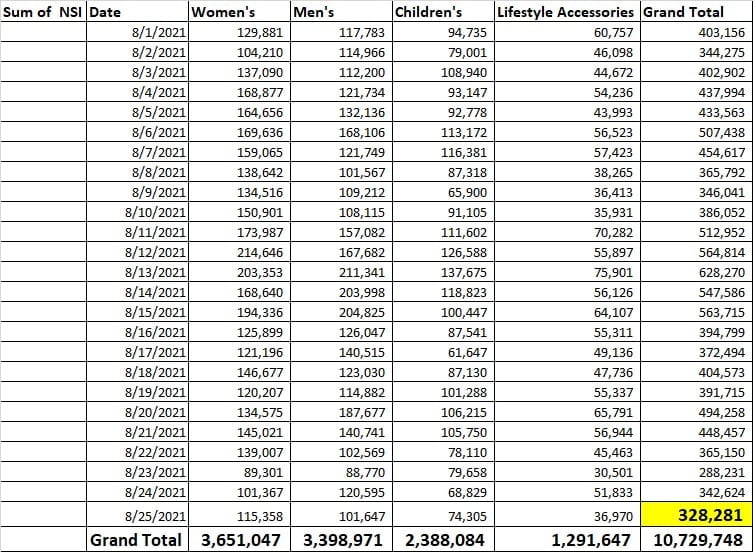 Sum of  NSI Date Women's Men's Children's Lifestyle Accessories Grand Total
8/1/2021 129,881 117,783 94,735 60,757 403,156
8/2/2021 104,210 114,966 79,001 46,098 344,275
8/3/2021 137,090 112,200 108,940 44,672 402,902
8/4/2021 168,877 121,734 93,147 54,236 437,994
8/5/2021 164,656 132,136 92,778 43,993 433,563
8/6/2021 169,636 168,106 113,172 56,523 507,438
8/7/2021 159,065 121,749 116,381 57,423 454,617
8/8/2021 138,642 101,567 87,318 38,265 365,792
8/9/2021 134,516 109,212 65,900 36,413 346,041
8/10/2021 150,901 108,115 91,105 35,931 386,052
8/11/2021 173,987 157,082 111,602 70,282 512,952
8/12/2021 214,646 167,682 126,588 55,897 564,814
8/13/2021 203,353 211,341 137,675 75,901 628,270
8/14/2021 168,640 203,998 118,823 56,126 547,586
8/15/2021 194,336 204,825 100,447 64,107 563,715
8/16/2021 125,899 126,047 87,541 55,311 394,799
8/17/2021 121,196 140,515 61,647 49,136 372,494
8/18/2021 146,677 123,030 87,130 47,736 404,573
8/19/2021 120,207 114,882 101,288 55,337 391,715
8/20/2021 134,575 187,677 106,215 65,791 494,258
8/21/2021 145,021 140,741 105,750 56,944 448,457
8/22/2021 139,007 102,569 78,110 45,463 365,150
8/23/2021 89,301 88,770 79,658 30,501 288,231
8/24/2021 101,367 120,595 68,829 51,833 342,624
8/25/2021 115,358 101,647 74,305 36,970 328,281
Grand Total 3,651,047 3,398,971 2,388,084 1,291,647 10,729,748